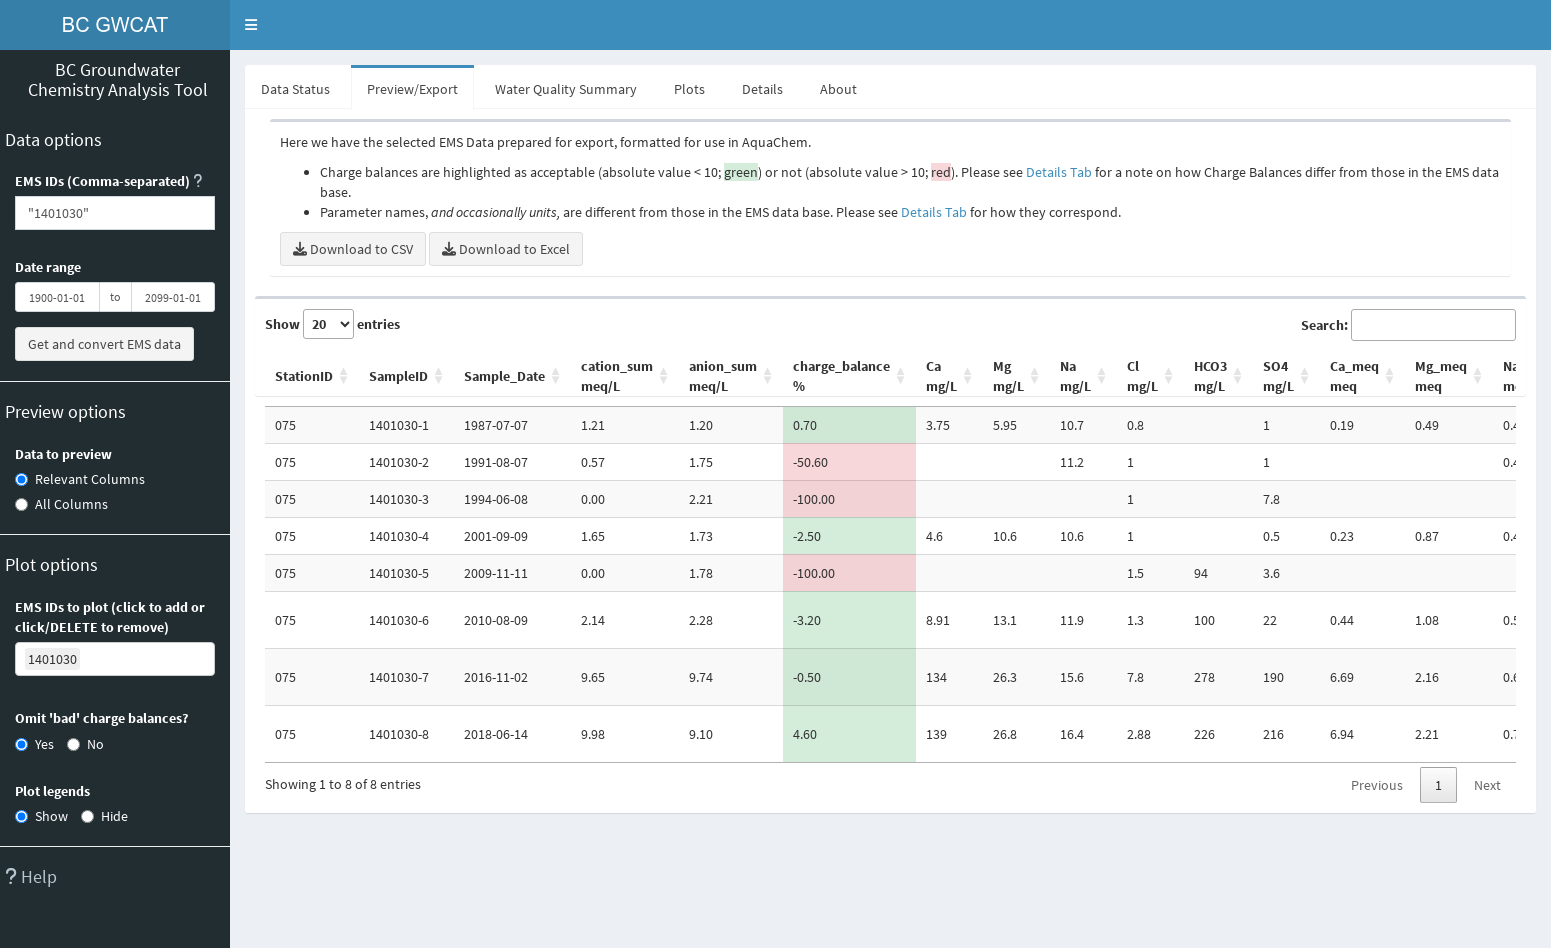 BC GWCAT
BC Groundwater
Chemistry Analysis Tool
Data options
EMS IDs (Comma-separated) ?
"1401030"
Date range
1900-01-01 to 2099-01-01
Get and convert EMS data
Preview options
Data to preview
Relevant Columns
All Columns
Plot options
EMS IDs to plot (click to add or
click/DELETE to remove)
1401030
Omit 'bad' charge balances?
Yes No
Plot legends
Show Hide
? Help
Data Status Preview/Export Water Quality Summary Plots Details About
Here we have the selected EMS Data prepared for export, formatted for use in AquaChem.
• Charge balances are highlighted as acceptable (absolute value < 10; green) or not (absolute value > 10; red). Please see Details Tab for a note on how Charge Balances differ from those in the EMS data
base.
• Parameter names, and occasionally units, are different from those in the EMS data base. Please see Details Tab for how they correspond.
Download to CSV Download to Excel
Show 20 entries Search:
StationID SampleID Sample_Date cation_sum meq/L anion_sum meq/L charge_balance % Ca mg/L Mg mg/L Na mg/L Cl mg/L HCO3 mg/L SO4 mg/L Ca_meq meq Mg_meq meq Na
075 1401030-1 1987-07-07 1.21 1.20 0.70 3.75 5.95 10.7 0.8 1 0.19 0.49
075 1401030-2 1991-08-07 0.57 1.75 -50.60 11.2 1 1
075 1401030-3 1994-06-08 0.00 2.21 -100.00 1 7.8
075 1401030-4 2001-09-09 1.65 1.73 -2.50 4.6 10.6 10.6 1 0.5 0.23 0.87
075 1401030-5 2009-11-11 0.00 1.78 -100.00 1.5 94 3.6
075 1401030-6 2010-08-09 2.14 2.28 -3.20 8.91 13.1 11.9 1.3 100 22 0.44 1.08
075 1401030-7 2016-11-02 9.65 9.74 -0.50 134 26.3 15.6 7.8 278 190 6.69 2.16
075 1401030-8 2018-06-14 9.98 9.10 4.60 139 26.8 16.4 2.88 226 216 6.94 2.21
Showing 1 to 8 of 8 entries Previous 1 Next